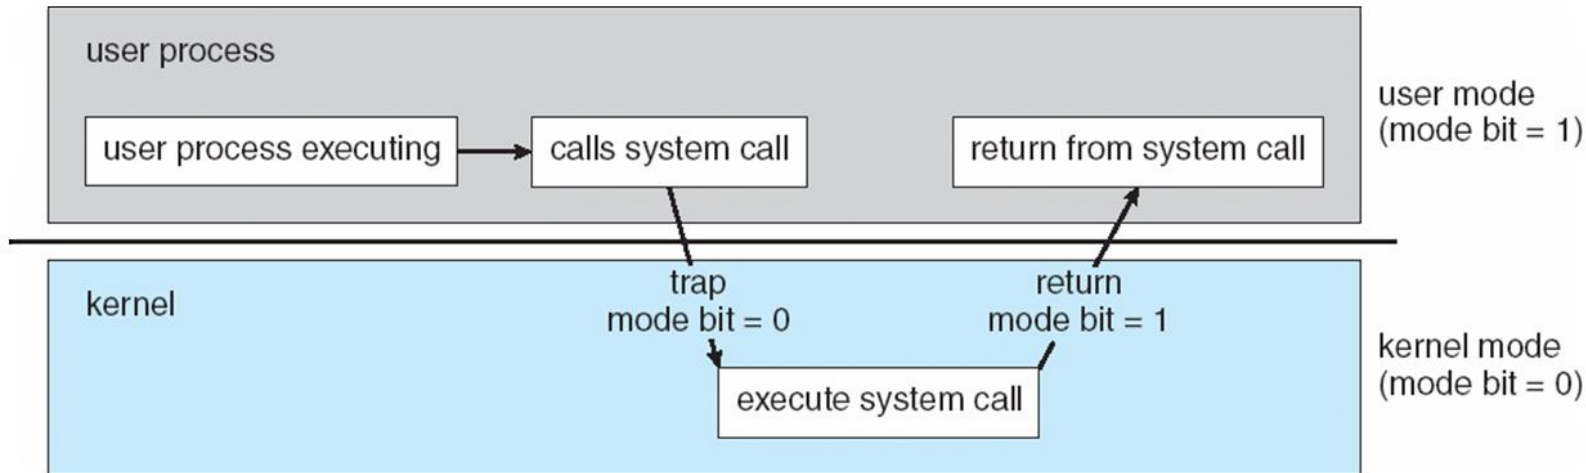 user process
user process executing
calls system call
return from system call
user mode
(mode bit = 1)
kernel
trap
mode bit = 0
return
mode bit = 1
execute system call
kernel mode
(mode bit = 0)